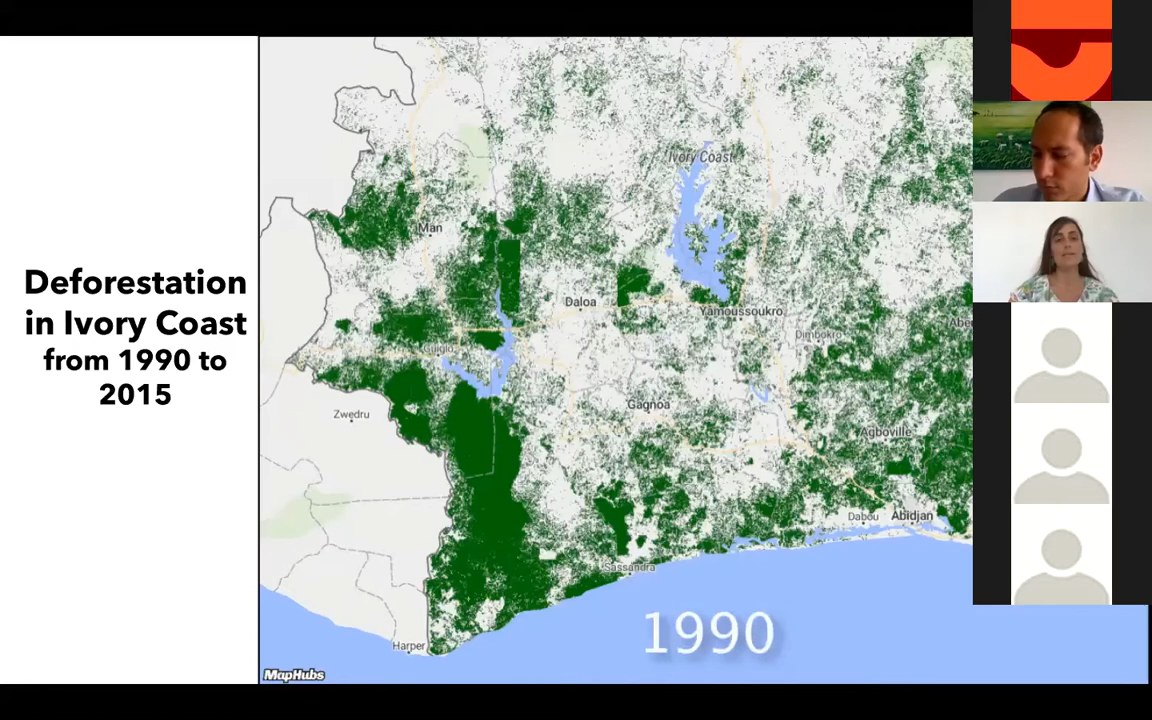 Deforestation
in Ivory Coast
from 1990 to
2015
Ivory Coast
Man
Daloa
Yamoussoukro
Dimbokro
Guiglo
Gagnoa
Zwedru
Agboville
Dabou
Abidjan
Sassandra
1990
Harper
MapHubs